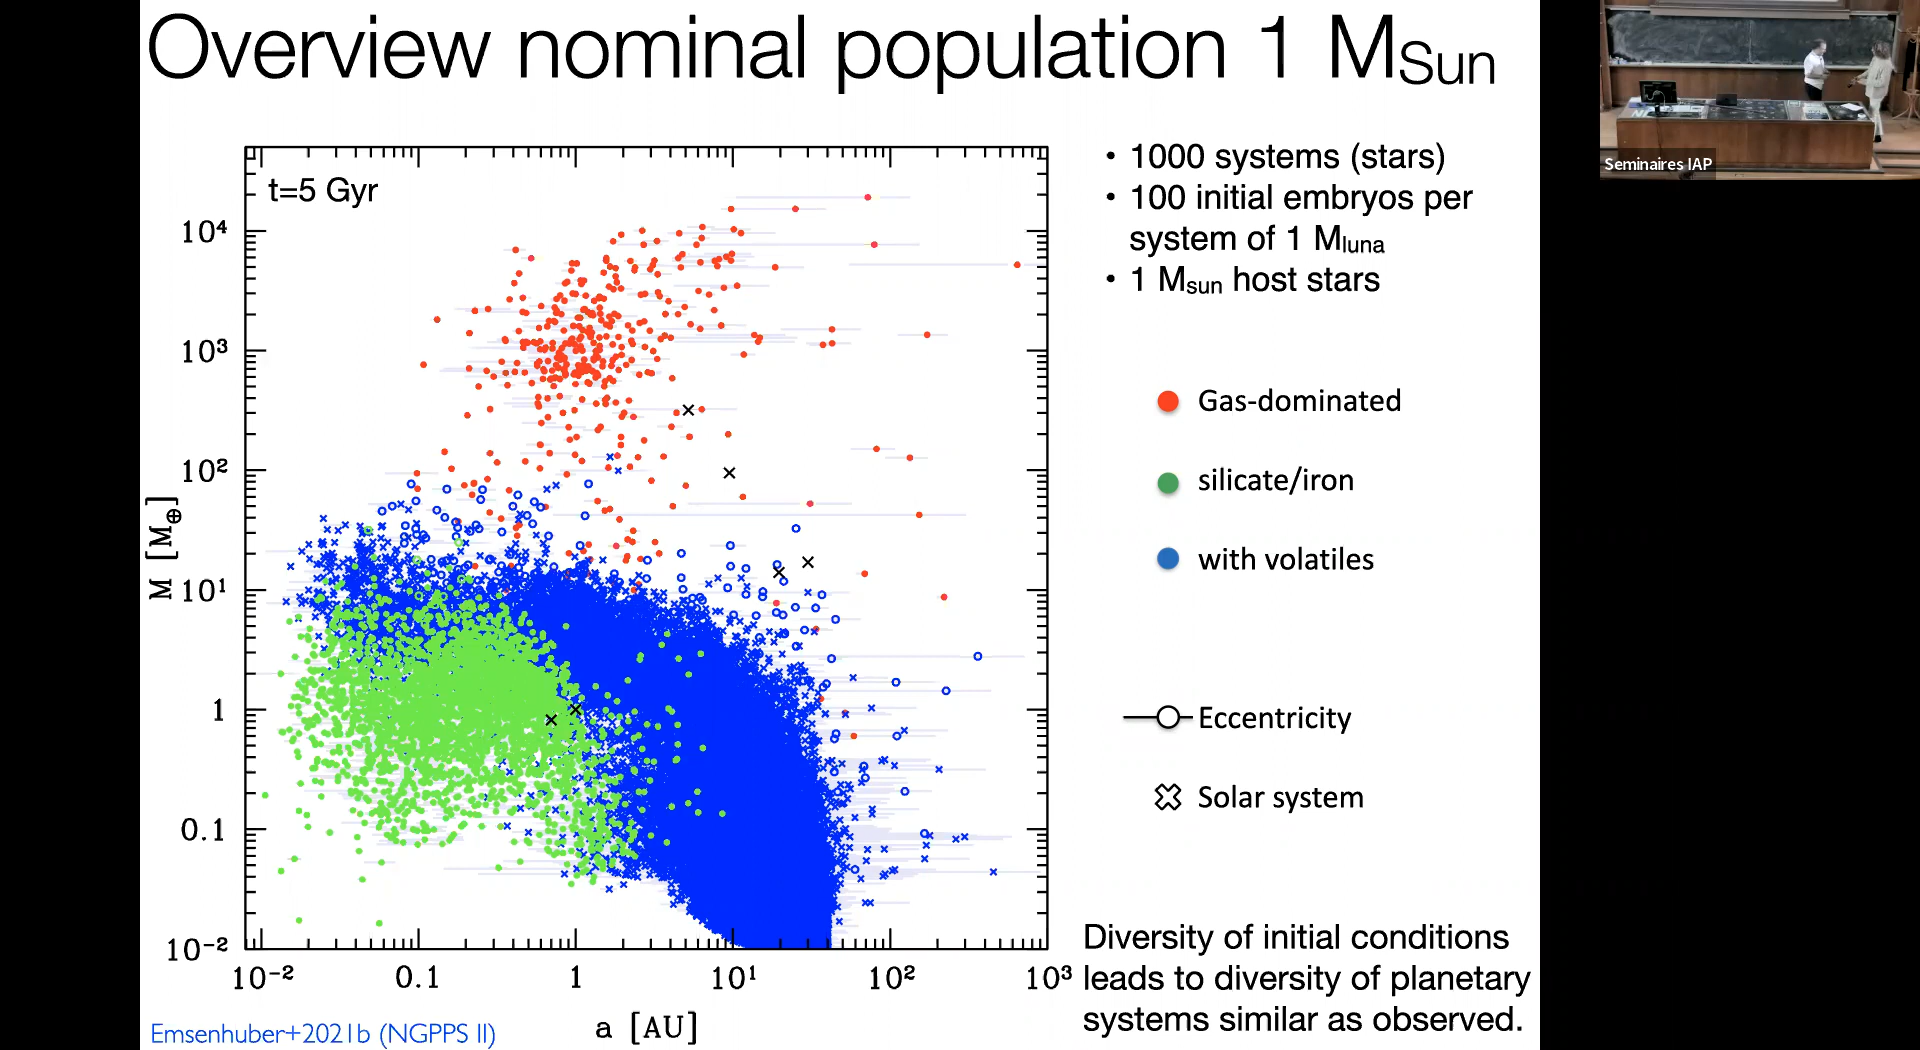 Overview nominal population 1 MSun
Seminaires IAP
t=5 Gyr
10⁴
10³
10²
10¹
1
0.1
10⁻²
M [M⊕]
10⁻²
0.1
1
10¹
10²
10³
a [AU]
• 1000 systems (stars)
• 100 initial embryos per
system of 1 Mluna
• 1 Msun host stars
Gas-dominated
silicate/iron
with volatiles
Eccentricity
Solar system
Diversity of initial conditions
leads to diversity of planetary
systems similar as observed.
Emsenhuber+2021b (NGPPS II)